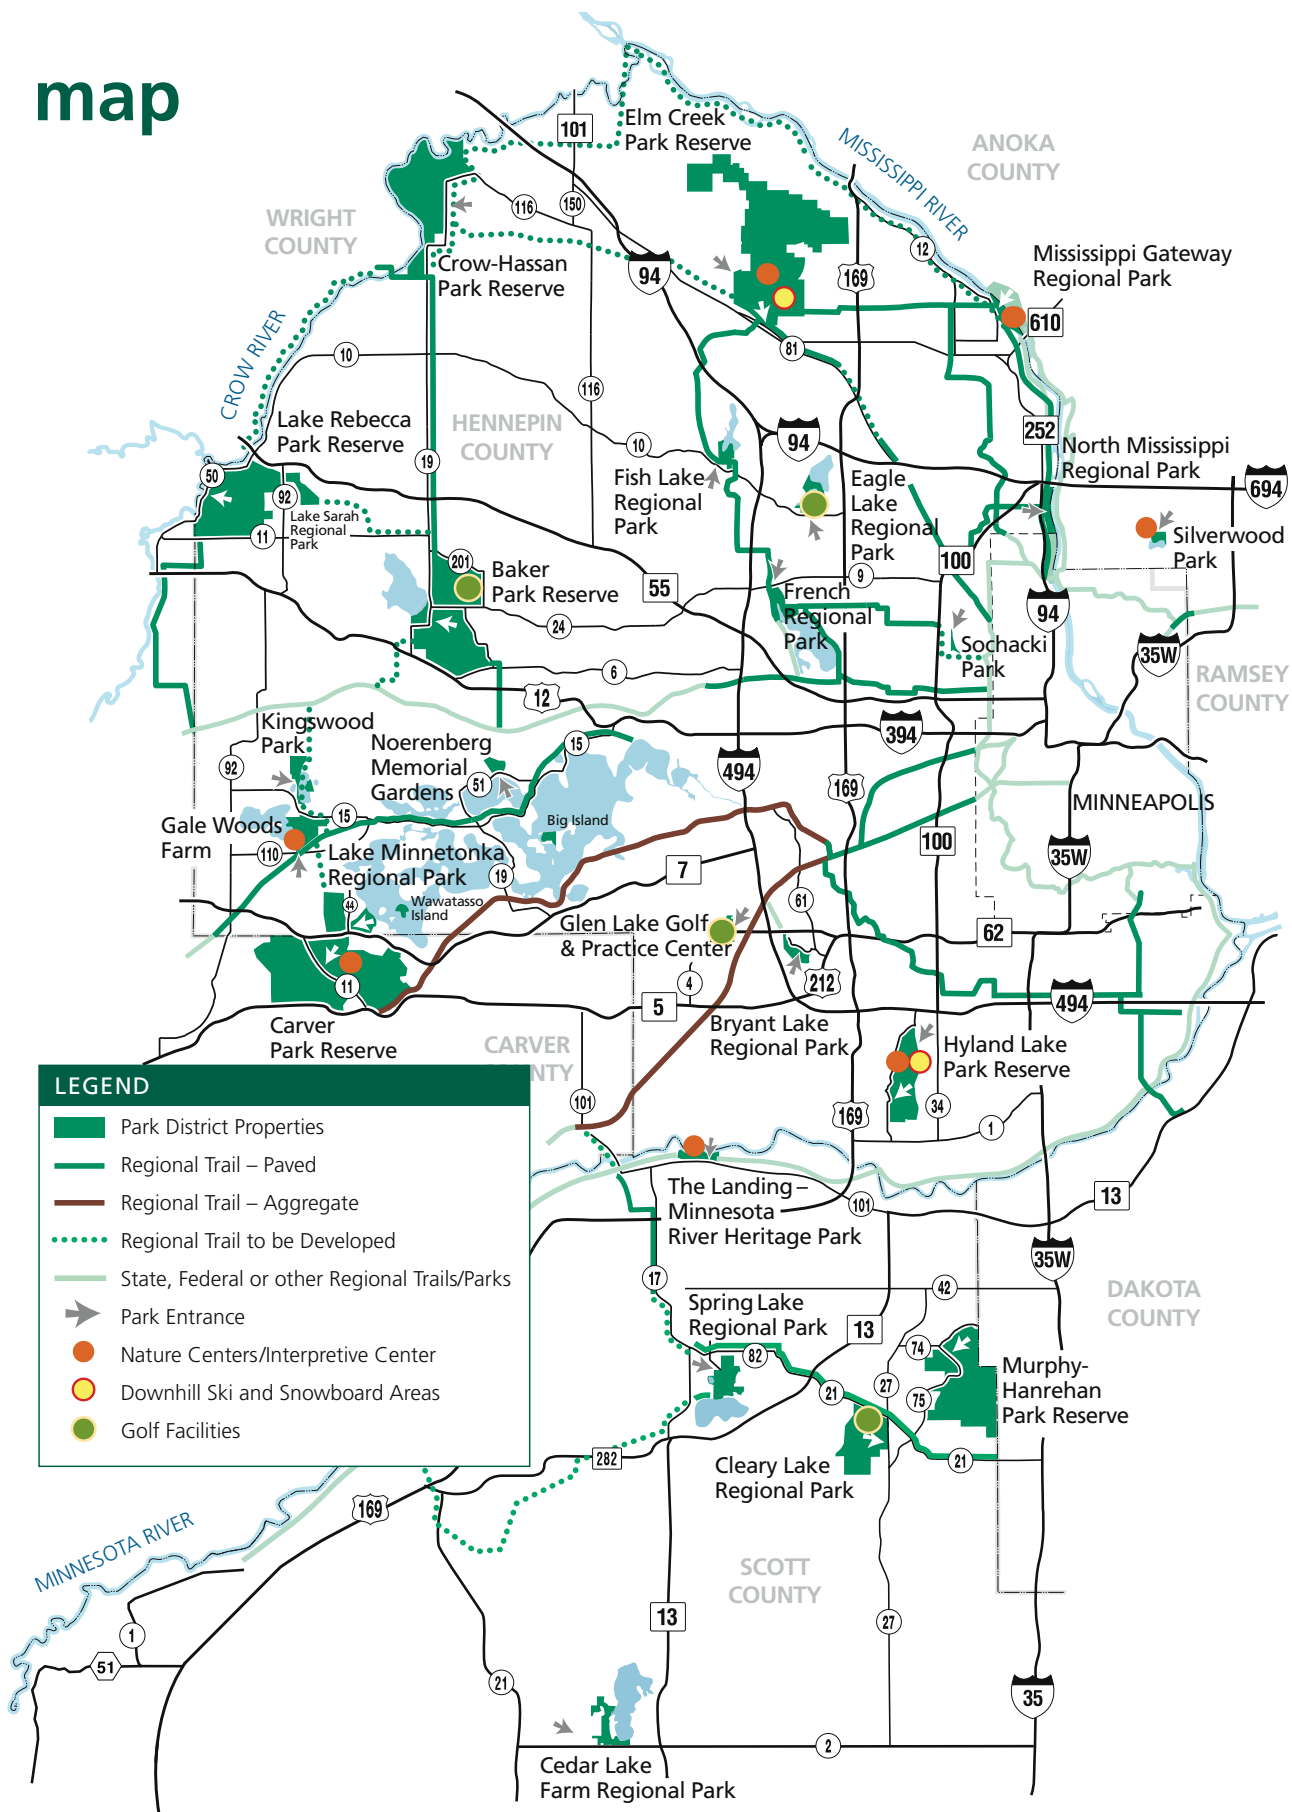 map
Elm Creek
Park Reserve
MISSISSIPPI RIVER
ANOKA
COUNTY
101
WRIGHT
COUNTY
116
150
12
Mississippi Gateway
Regional Park
Crow-Hassan
Park Reserve
94
169
610
CROW RIVER
10
81
116
Lake Rebecca
Park Reserve
HENNEPIN
COUNTY
10
94
252
North Mississippi
Regional Park
50
92
19
Fish Lake
Regional
Park
Eagle
Lake
Regional
Park
694
Lake Sarah
Regional
Park
11
Silverwood
Park
201
Baker
Park Reserve
55
100
9
French
Regional
Park
94
24
Sochacki
Park
35W
6
RAMSEY
COUNTY
12
Kingswood
Park
Noerenberg
Memorial
Gardens
15
394
92
51
494
169
MINNEAPOLIS
15
Gale Woods
Farm
Big Island
110
Lake Minnetonka
Regional Park
100
35W
7
19
44
Wawatasso
Island
61
Glen Lake Golf
& Practice Center
62
11
4
212
5
494
Carver
Park Reserve
Bryant Lake
Regional Park
Hyland Lake
Park Reserve
CARVER
NTY
101
169
34
1
LEGEND
Park District Properties
Regional Trail – Paved
Regional Trail – Aggregate
Regional Trail to be Developed
State, Federal or other Regional Trails/Parks
Park Entrance
Nature Centers/Interpretive Center
Downhill Ski and Snowboard Areas
Golf Facilities
The Landing –
Minnesota
River Heritage Park
101
13
35W
17
42
DAKOTA
COUNTY
Spring Lake
Regional Park
13
82
74
21
27
75
Murphy-
Hanrehan
Park Reserve
282
Cleary Lake
Regional Park
21
169
MINNESOTA RIVER
SCOTT
COUNTY
13
27
1
51
21
35
2
Cedar Lake
Farm Regional Park